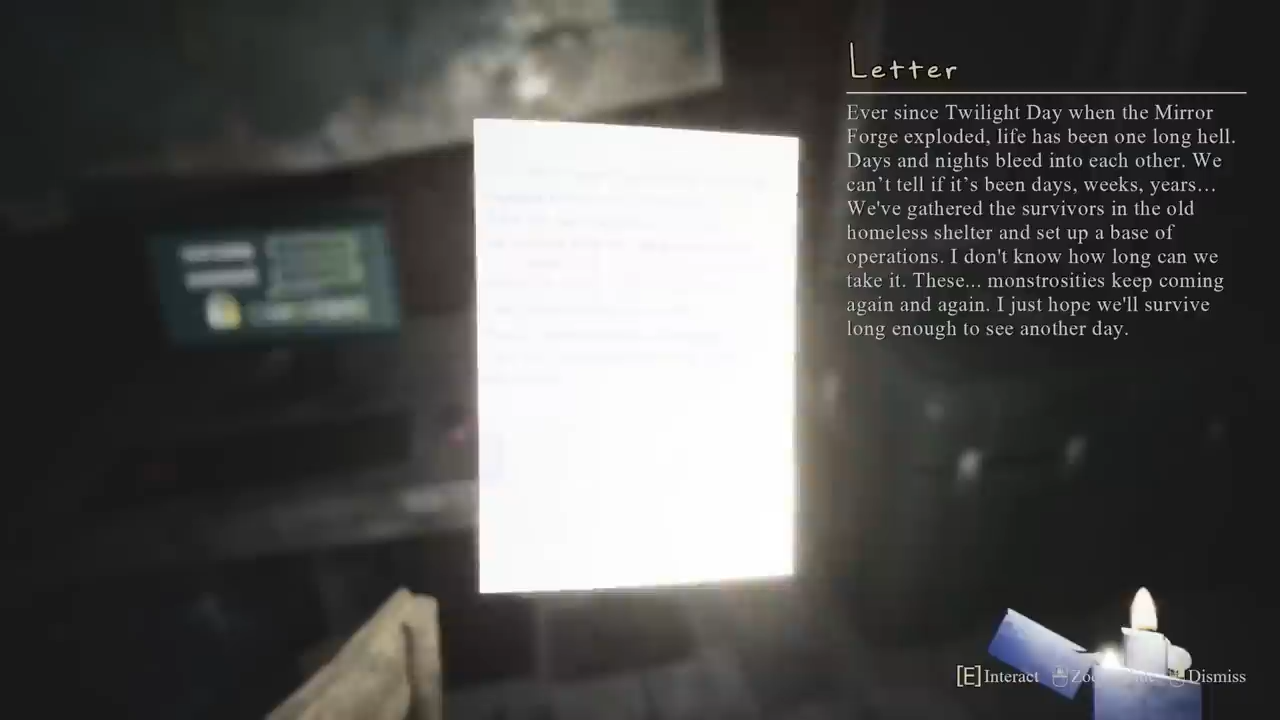 Letter
Ever since Twilight Day when the Mirror
Forge exploded, life has been one long hell.
Days and nights bleed into each other. We
can’t tell if it’s been days, weeks, years…
We've gathered the survivors in the old
homeless shelter and set up a base of
operations. I don't know how long can we
take it. These... monstrosities keep coming
again and again. I just hope we'll survive
long enough to see another day.
[E]Interact Dismiss